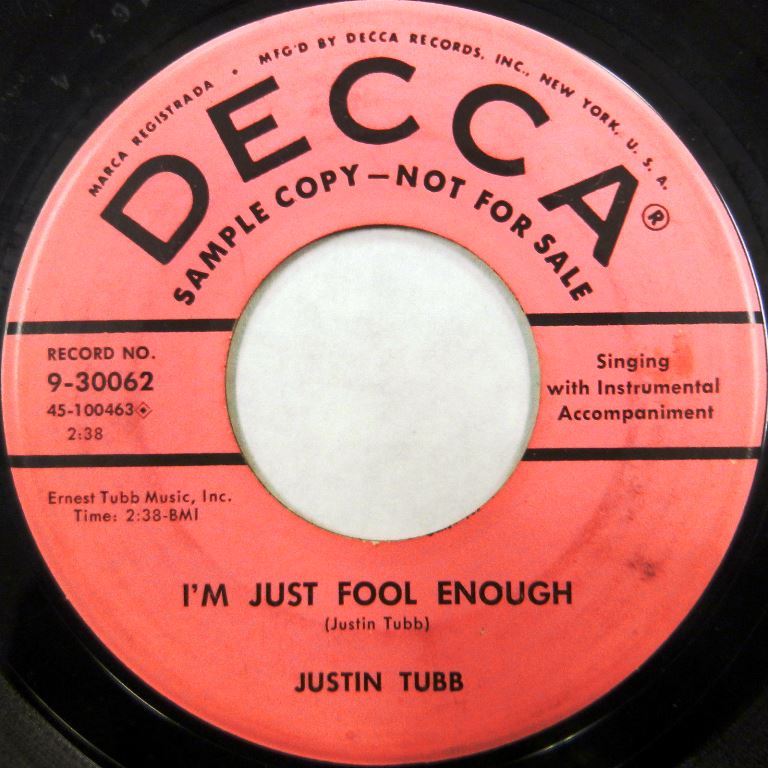 MARCA REGISTRADA • MFG'D BY DECCA RECORDS, INC., NEW YORK, U. S. A.
DECCA®
SAMPLE COPY—NOT FOR SALE
RECORD NO.
9-30062
45-100463
2:38
Singing
with Instrumental
Accompaniment
Ernest Tubb Music, Inc.
Time: 2:38-BMI
I'M JUST FOOL ENOUGH
(Justin Tubb)
JUSTIN TUBB